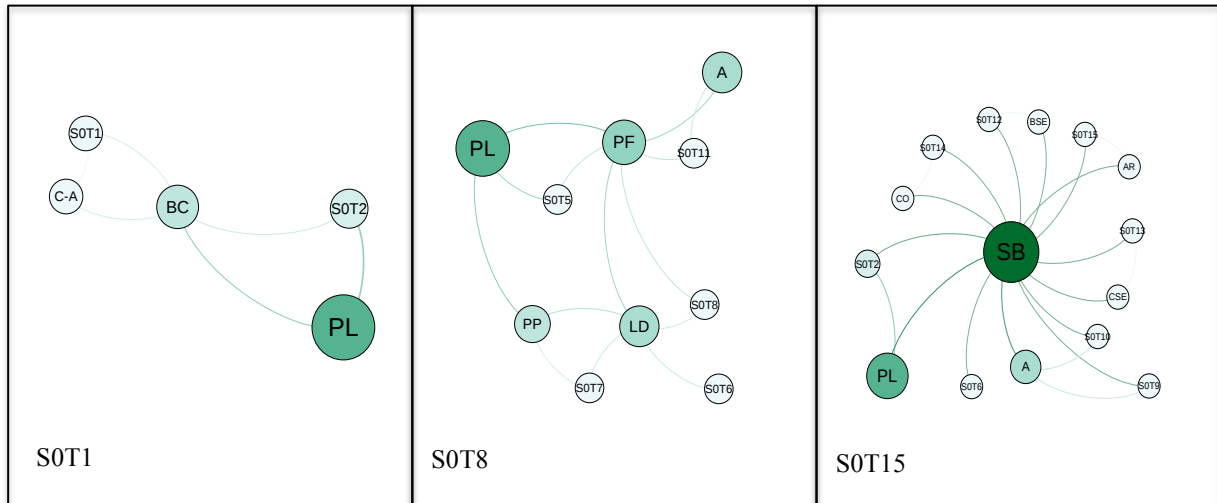 S0T1
C-A
BC
S0T2
PL
S0T1
A
PL
PF
S0T11
S0T5
S0T8
PP
LD
S0T7
S0T6
S0T8
S0T12
BSE
S0T15
S0T14
AR
CO
S0T13
SB
S0T2
CSE
S0T10
PL
A
S0T6
S0T9
S0T15